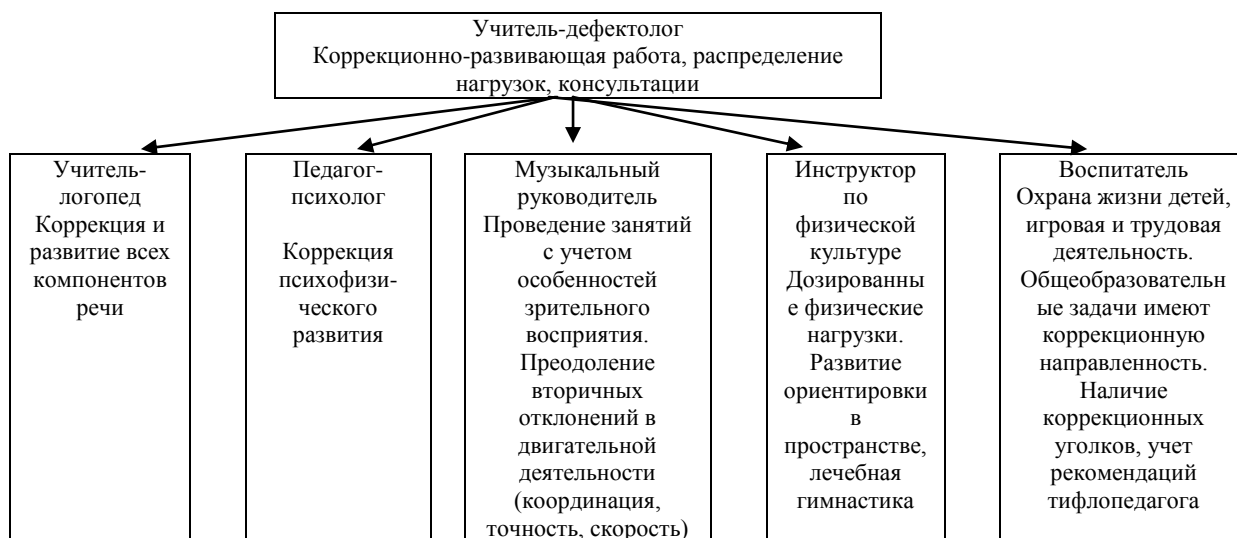 Учитель-дефектолог
Коррекционно-развивающая работа, распределение
нагрузок, консультации
Учитель-
логопед
Коррекция и
развитие всех
компонентов
речи
Педагог-
психолог
Коррекция
психофизи-
ческого
развития
Музыкальный
руководитель
Проведение занятий
с учетом
особенностей
зрительного
восприятия.
Преодоление
вторичных
отклонений в
двигательной
деятельности
(координация,
точность, скорость)
Инструктор
по
физической
культуре
Дозированны
е физические
нагрузки.
Развитие
ориентировки
в
пространстве,
лечебная
гимнастика
Воспитатель
Охрана жизни детей,
игровая и трудовая
деятельность.
Общеобразовательн
ые задачи имеют
коррекционную
направленность.
Наличие
коррекционных
уголков, учет
рекомендаций
тифлопедагога